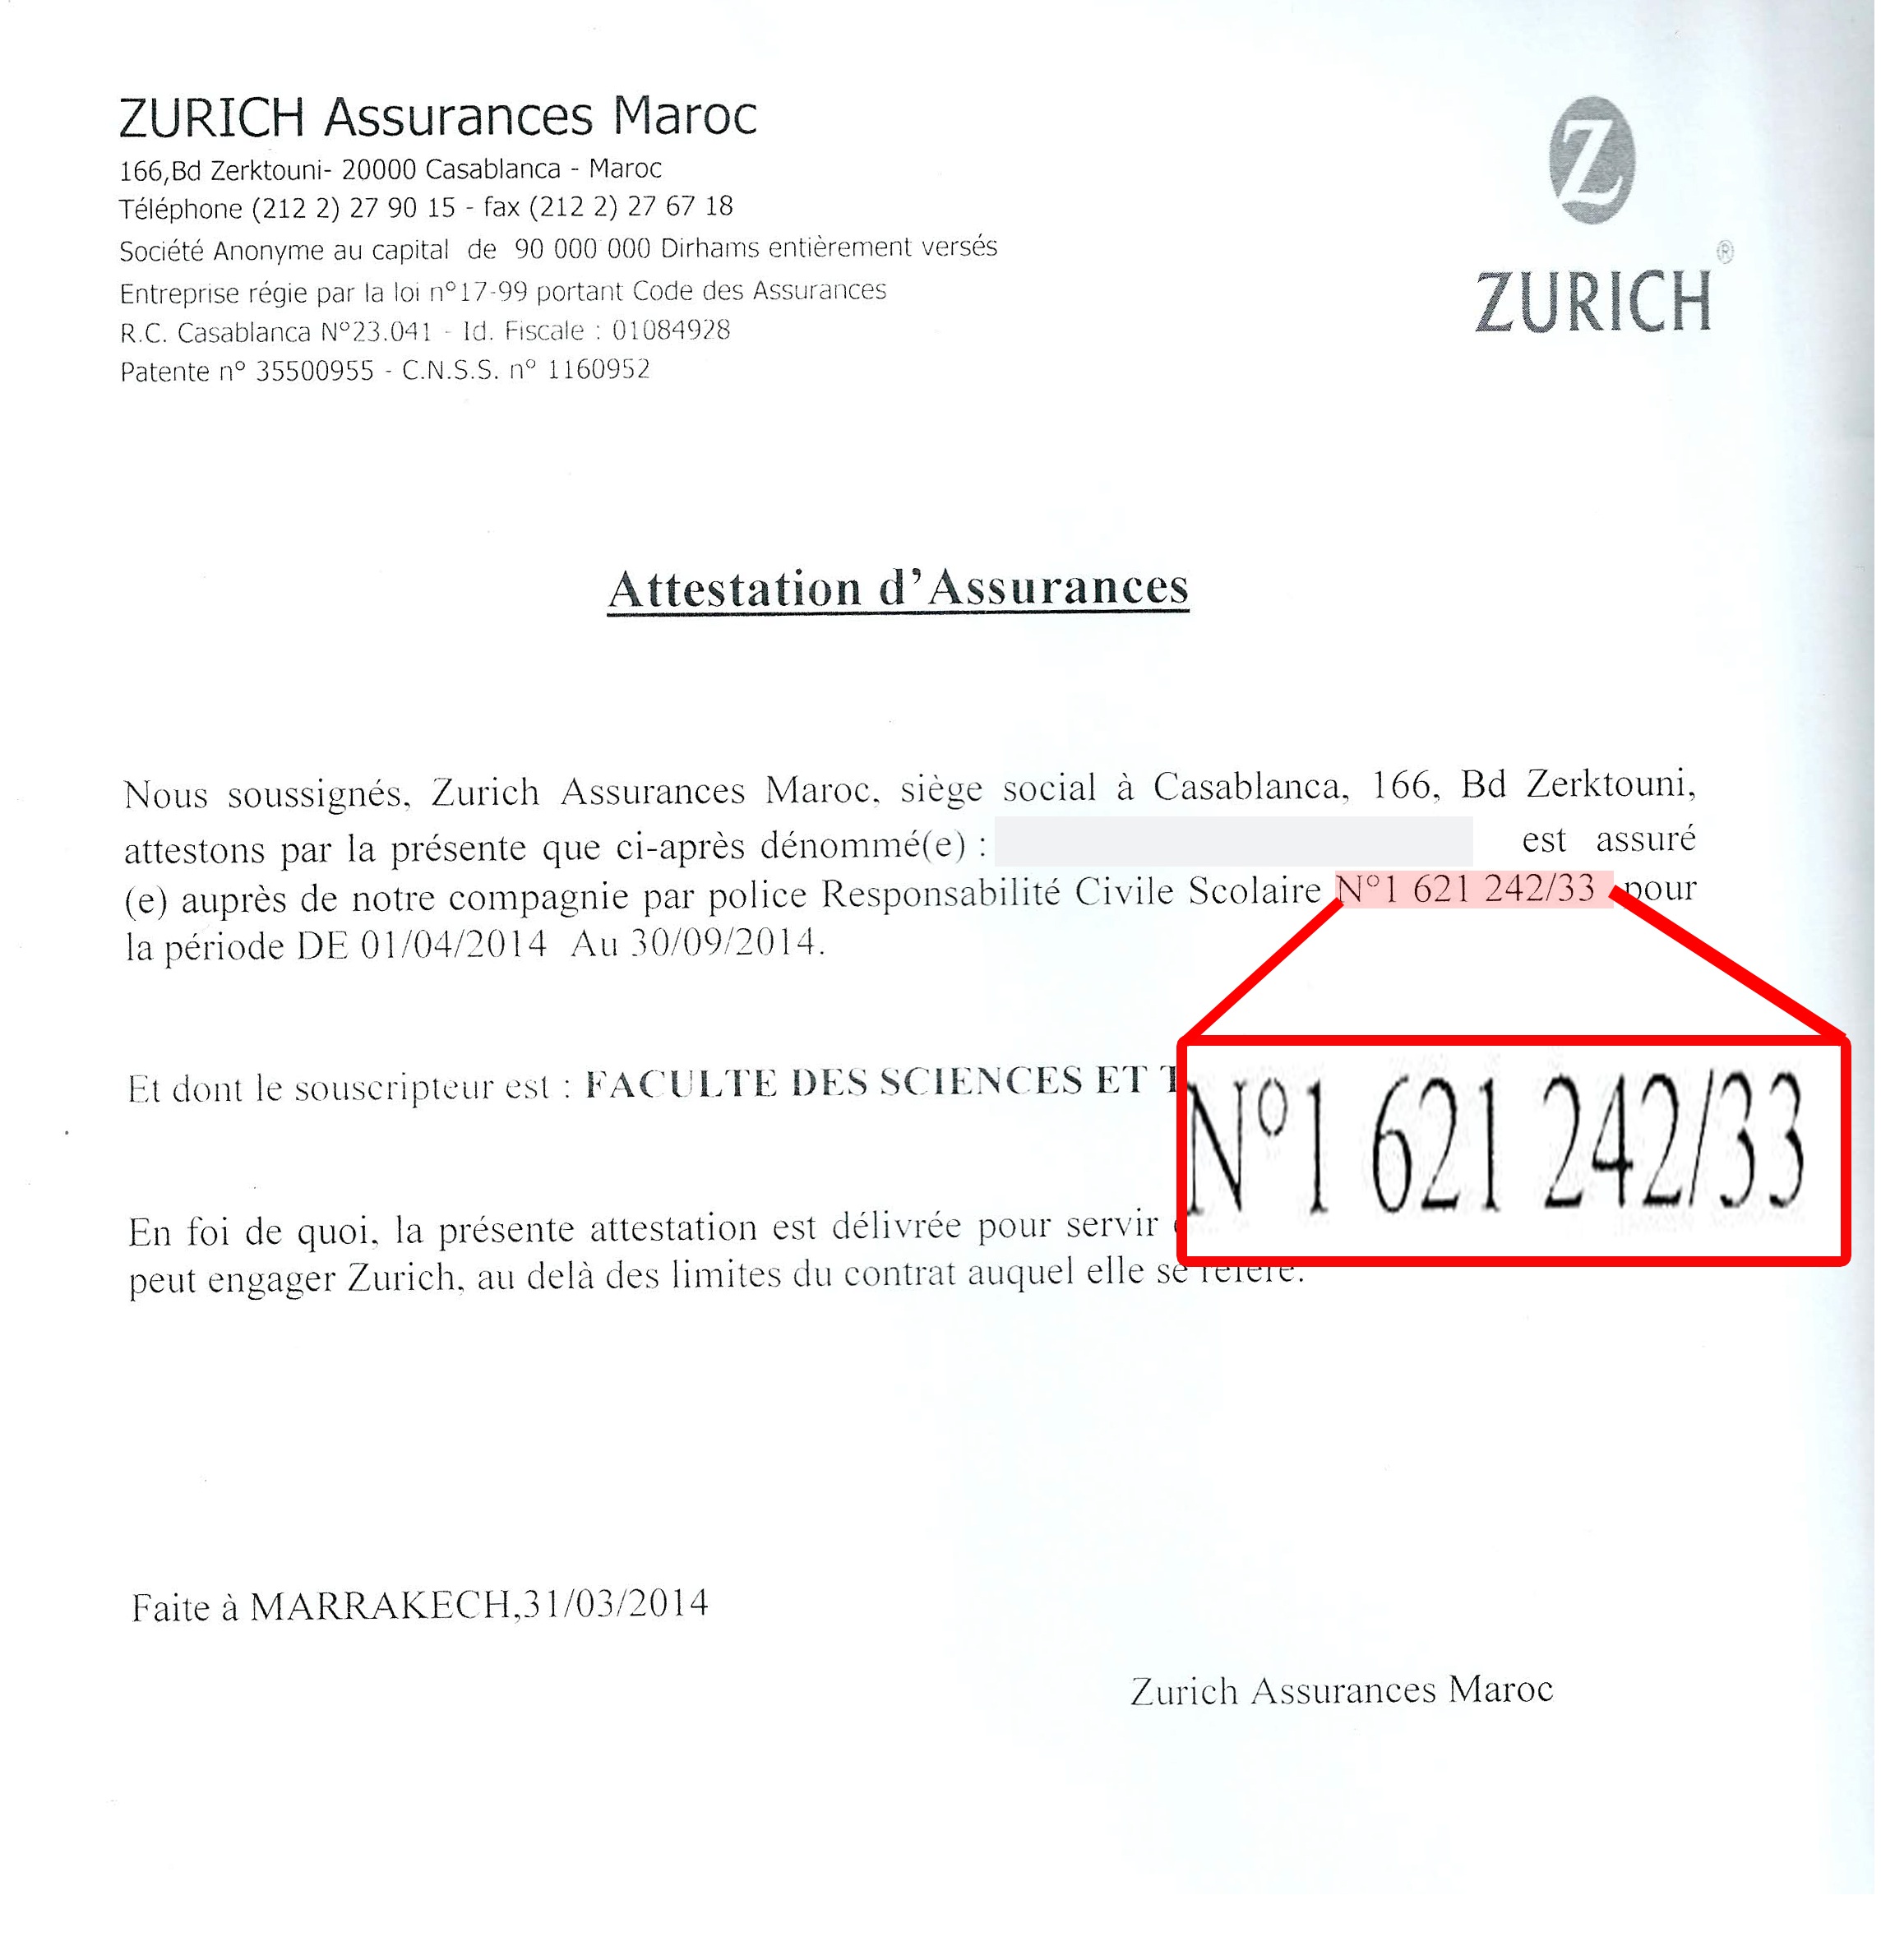 ZURICH Assurances Maroc
166,Bd Zerktouni- 20000 Casablanca - Maroc
Téléphone (212 2) 27 90 15 - fax (212 2) 27 67 18
Société Anonyme au capital de 90 000 000 Dirhams entièrement versés
Entreprise régie par la loi n°17-99 portant Code des Assurances
R.C. Casablanca N°23.041 - Id. Fiscale : 01084928
Patente n° 35500955 - C.N.S.S. n° 1160952
Z
®
ZURICH
Attestation d'Assurances
Nous soussignés, Zurich Assurances Maroc, siège social à Casablanca, 166, Bd Zerktouni,
attestons par la présente que ci-après dénommé(e) : est assuré
(e) auprès de notre compagnie par police Responsabilité Civile Scolaire N°1 621 242/33 pour
la période DE 01/04/2014 Au 30/09/2014.
Et dont le souscripteur est : FACULTE DES SCIENCES ET
N°1 621 242/33
En foi de quoi, la présente attestation est délivrée pour servir
peut engager Zurich, au delà des limites du contrat auquel elle se réfère.
Faite à MARRAKECH,31/03/2014
Zurich Assurances Maroc